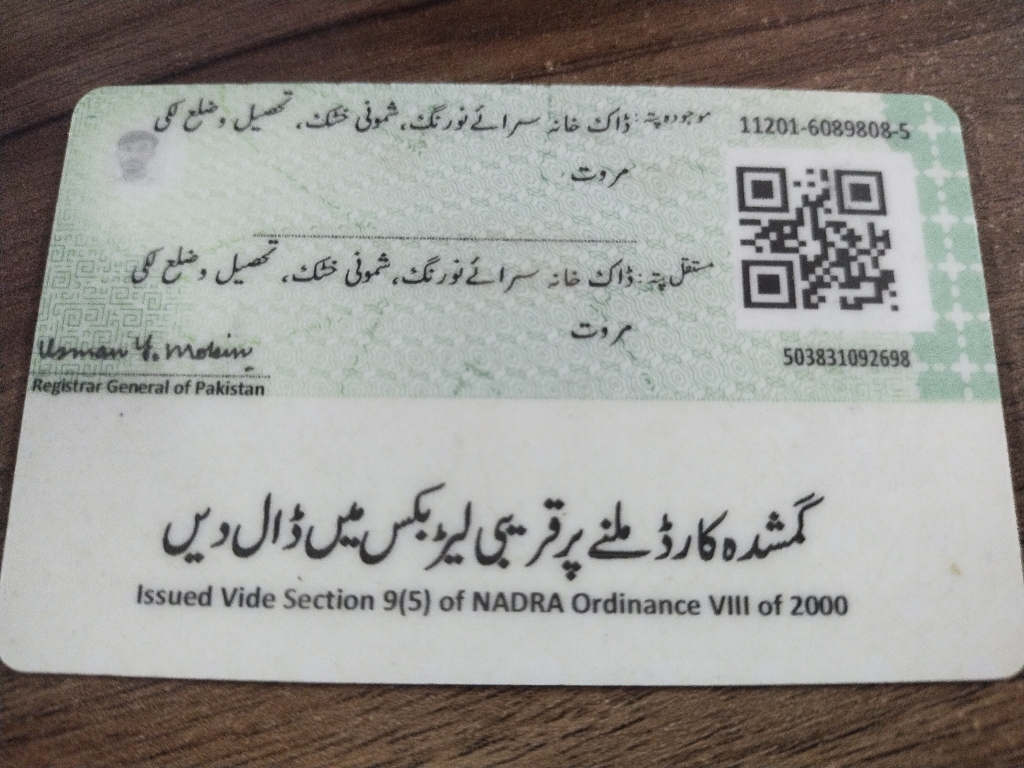 11201-6089808-5
موجودہ پتہ: ڈاک خانہ سرائے نورنگ، شمونی خٹک، تحصیل و ضلع لکی
مروت
مستقل پتہ: ڈاک خانہ سرائے نورنگ، شمونی خٹک، تحصیل و ضلع لکی
مروت
503831092698
Usman Y. Mobin
Registrar General of Pakistan
گمشدہ کارڈ ملنے پر قریبی لیٹر بکس میں ڈال دیں
Issued Vide Section 9(5) of NADRA Ordinance VIII of 2000